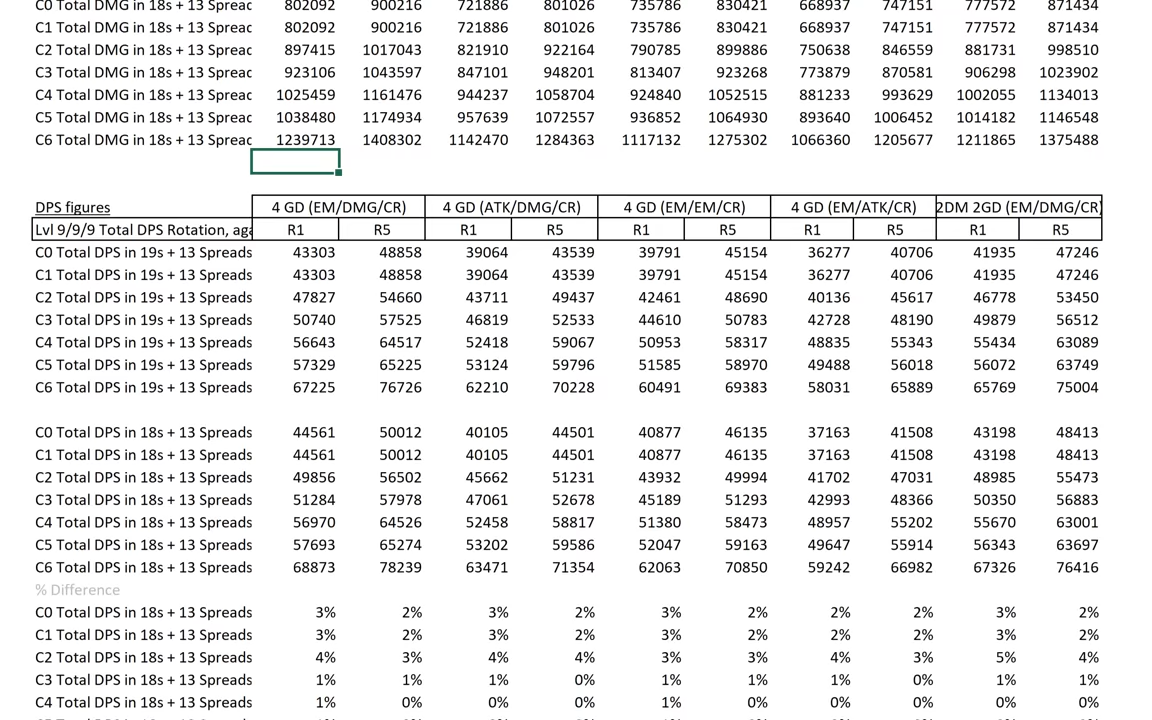 C0 Total DMG in 18s + 13 Spreac 802092 900216 721886 801026 735786 830421 668937 747151 777572 871434
C1 Total DMG in 18s + 13 Spreac 802092 900216 721886 801026 735786 830421 668937 747151 777572 871434
C2 Total DMG in 18s + 13 Spreac 897415 1017043 821910 922164 790785 899886 750638 846559 881731 998510
C3 Total DMG in 18s + 13 Spreac 923106 1043597 847101 948201 813407 923268 773879 870581 906298 1023902
C4 Total DMG in 18s + 13 Spreac 1025459 1161476 944237 1058704 924840 1052515 881233 993629 1002055 1134013
C5 Total DMG in 18s + 13 Spreac 1038480 1174934 957639 1072557 936852 1064930 893640 1006452 1014182 1146548
C6 Total DMG in 18s + 13 Spreac 1239713 1408302 1142470 1284363 1117132 1275302 1066360 1205677 1211865 1375488
DPS figures 4 GD (EM/DMG/CR) 4 GD (ATK/DMG/CR) 4 GD (EM/EM/CR) 4 GD (EM/ATK/CR) 2DM 2GD (EM/DMG/CR)
Lvl 9/9/9 Total DPS Rotation, aga R1 R5 R1 R5 R1 R5 R1 R5 R1 R5
C0 Total DPS in 19s + 13 Spreads 43303 48858 39064 43539 39791 45154 36277 40706 41935 47246
C1 Total DPS in 19s + 13 Spreads 43303 48858 39064 43539 39791 45154 36277 40706 41935 47246
C2 Total DPS in 19s + 13 Spreads 47827 54660 43711 49437 42461 48690 40136 45617 46778 53450
C3 Total DPS in 19s + 13 Spreads 50740 57525 46819 52533 44610 50783 42728 48190 49879 56512
C4 Total DPS in 19s + 13 Spreads 56643 64517 52418 59067 50953 58317 48835 55343 55434 63089
C5 Total DPS in 19s + 13 Spreads 57329 65225 53124 59796 51585 58970 49488 56018 56072 63749
C6 Total DPS in 19s + 13 Spreads 67225 76726 62210 70228 60491 69383 58031 65889 65769 75004
C0 Total DPS in 18s + 13 Spreads 44561 50012 40105 44501 40877 46135 37163 41508 43198 48413
C1 Total DPS in 18s + 13 Spreads 44561 50012 40105 44501 40877 46135 37163 41508 43198 48413
C2 Total DPS in 18s + 13 Spreads 49856 56502 45662 51231 43932 49994 41702 47031 48985 55473
C3 Total DPS in 18s + 13 Spreads 51284 57978 47061 52678 45189 51293 42993 48366 50350 56883
C4 Total DPS in 18s + 13 Spreads 56970 64526 52458 58817 51380 58473 48957 55202 55670 63001
C5 Total DPS in 18s + 13 Spreads 57693 65274 53202 59586 52047 59163 49647 55914 56343 63697
C6 Total DPS in 18s + 13 Spreads 68873 78239 63471 71354 62063 70850 59242 66982 67326 76416
% Difference
C0 Total DPS in 18s + 13 Spreads 3% 2% 3% 2% 3% 2% 2% 2% 3% 2%
C1 Total DPS in 18s + 13 Spreads 3% 2% 3% 2% 3% 2% 2% 2% 3% 2%
C2 Total DPS in 18s + 13 Spreads 4% 3% 4% 4% 3% 3% 4% 3% 5% 4%
C3 Total DPS in 18s + 13 Spreads 1% 1% 1% 0% 1% 1% 1% 0% 1% 1%
C4 Total DPS in 18s + 13 Spreads 1% 0% 0% 0% 1% 0% 0% 0% 0% 0%